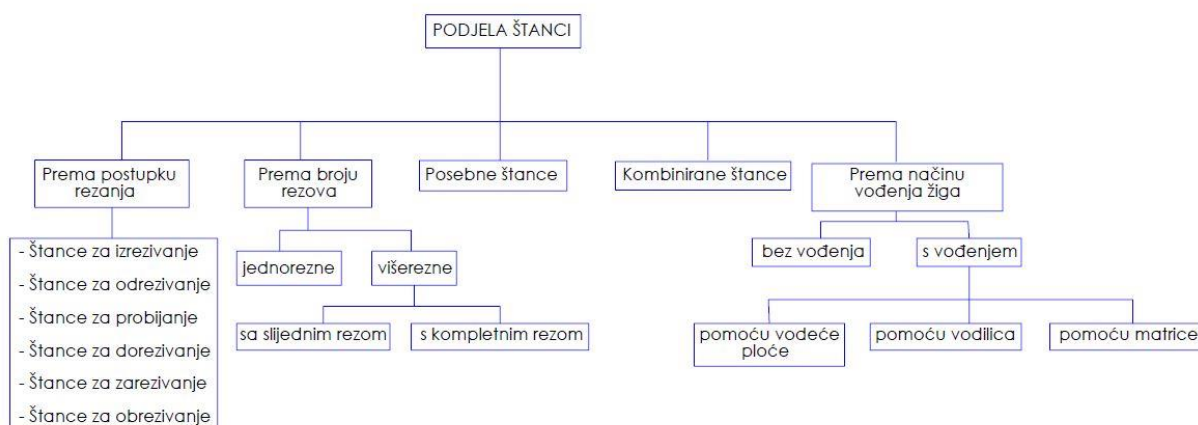 PODJELA ŠTANCI
Prema postupku
rezanja
Prema broju
rezova
Posebne štance
Kombinirane štance
Prema načinu
vođenja žiga
- Štance za izrezivanje
- Štance za odrezivanje
- Štance za probijanje
- Štance za dorezivanje
- Štance za zarezivanje
- Štance za obrezivanje
jednorezne
višerezne
sa slijednim rezom
s kompletnim rezom
bez vođenja
s vođenjem
pomoću vodeće
ploće
pomoću vodilica
pomoću matrice